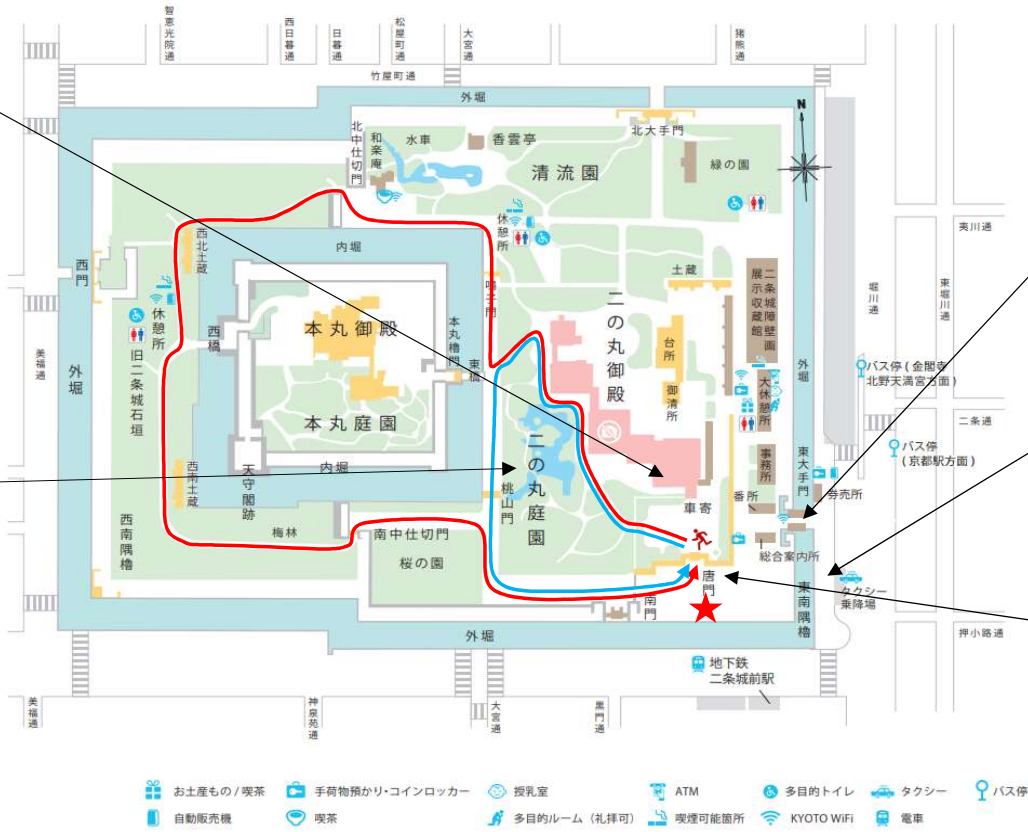 智恵光院通
西日暮通
日暮通
松屋町通
大宮通
猪熊通
竹屋町通
外堀
北大手門
N
北中仕切門
和楽庵
水車
香雲亭
清流園
緑の園
夷川通
西北土蔵
内堀
休憩所
鳴子門
土蔵
二条城障壁画
展示収蔵館
堀川通
東堀川通
西門
休憩所
西橋
本丸御殿
本丸櫓門
東橋
二の丸御殿
台所
御清所
大休憩所
外堀
バス停(金閣寺
北野天満宮方面)
美福通
外堀
旧二条城石垣
本丸庭園
二の丸庭園
二条通
バス停
(京都駅方面)
西南土蔵
天守閣跡
内堀
桃山門
事務所
東大手門
券売所
車寄
番所
西南隅櫓
梅林
南中仕切門
桜の園
総合案内所
唐門
南門
東南隅櫓
タクシー
乗降場
外堀
押小路通
地下鉄
二条城前駅
美福通
神泉苑通
大宮通
黒門通
お土産もの/喫茶
手荷物預かり・コインロッカー
授乳室
ATM
多目的トイレ
タクシー
バス停
自動販売機
喫茶
多目的ルーム(礼拝可)
喫煙可能箇所
KYOTO WiFi
電車